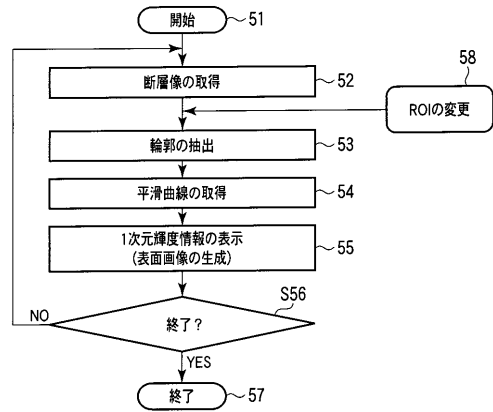 開始
51
断層像の取得
52
58
ROIの変更
輪郭の抽出
53
平滑曲線の取得
54
1次元輝度情報の表示
(表面画像の生成)
55
S56
終了?
NO
YES
終了
57